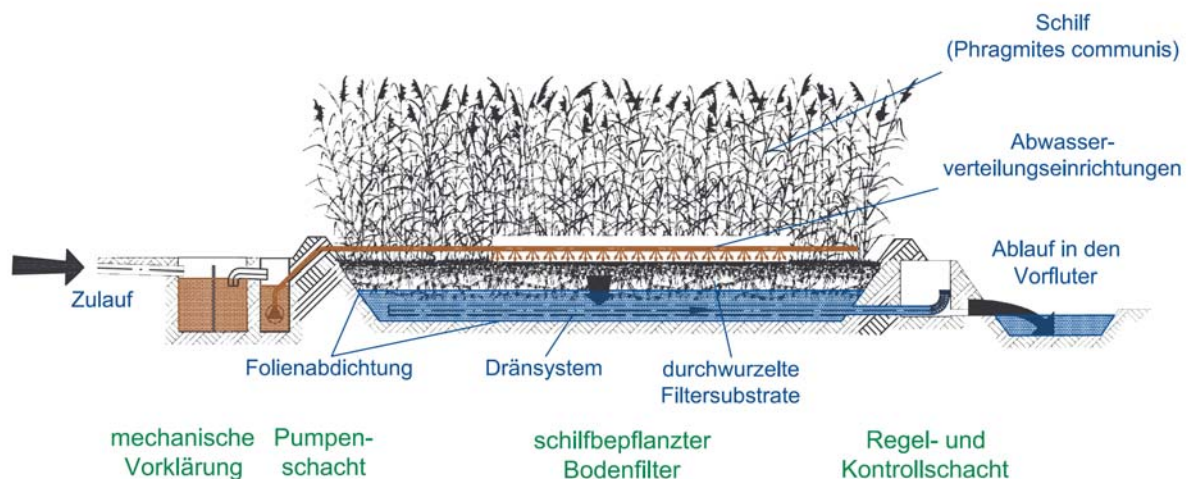 Schilf
(Phragmites communis)
Abwasser-
verteilungseinrichtungen
Ablauf in den
Vorfluter
Zulauf
Folienabdichtung
Dränsystem
durchwurzelte
Filtersubstrate
mechanische
Vorklärung
Pumpen-
schacht
schilfbepflanzter
Bodenfilter
Regel- und
Kontrollschacht